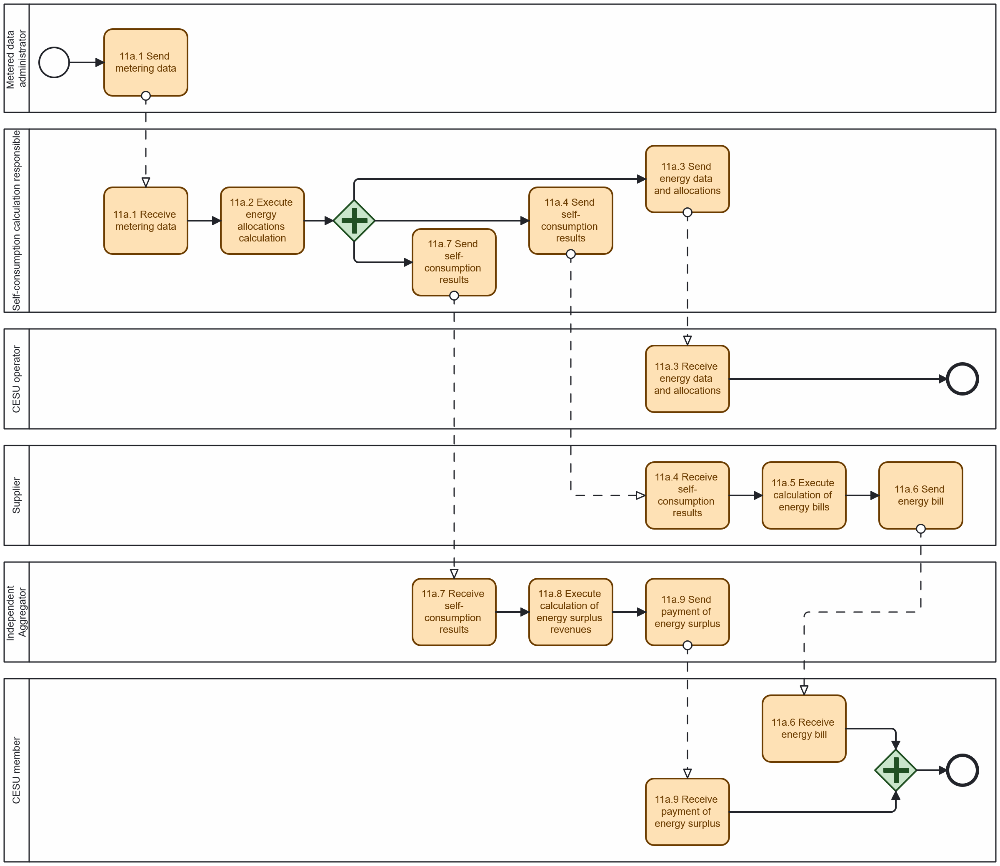 Metered data
administrator
11a.1 Send
metering data
Self-consumption calculation responsible
11a.1 Receive
metering data
11a.2 Execute
energy
allocations
calculation
11a.7 Send
self-
consumption
results
11a.4 Send
self-
consumption
results
11a.3 Send
energy data
and allocations
CESU operator
11a.3 Receive
energy data
and allocations
Supplier
11a.4 Receive
self-
consumption
results
11a.5 Execute
calculation of
energy bills
11a.6 Send
energy bill
Independent
Aggregator
11a.7 Receive
self-
consumption
results
11a.8 Execute
calculation of
energy surplus
revenues
11a.9 Send
payment of
energy surplus
CESU member
11a.6 Receive
energy bill
11a.9 Receive
payment of
energy surplus